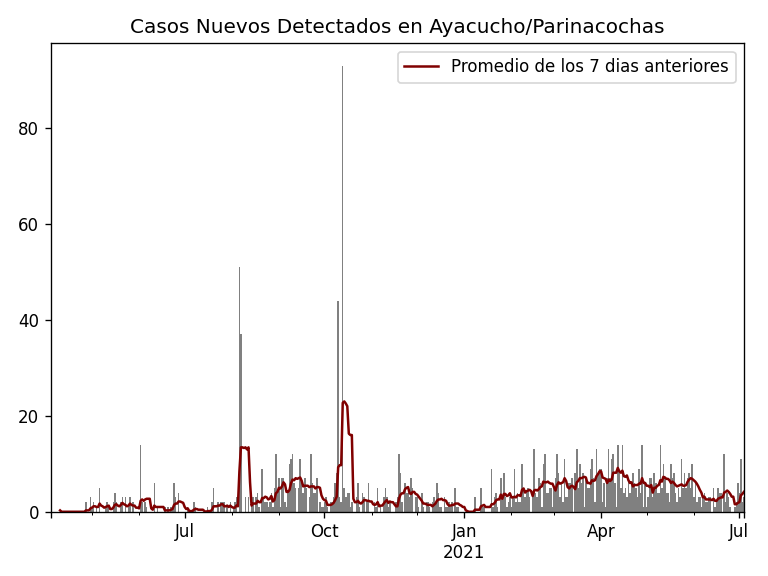 Casos Nuevos Detectados en Ayacucho/Parinacochas
Promedio de los 7 dias anteriores
80
60
40
20
0
Jul
Oct
Jan
2021
Apr
Jul